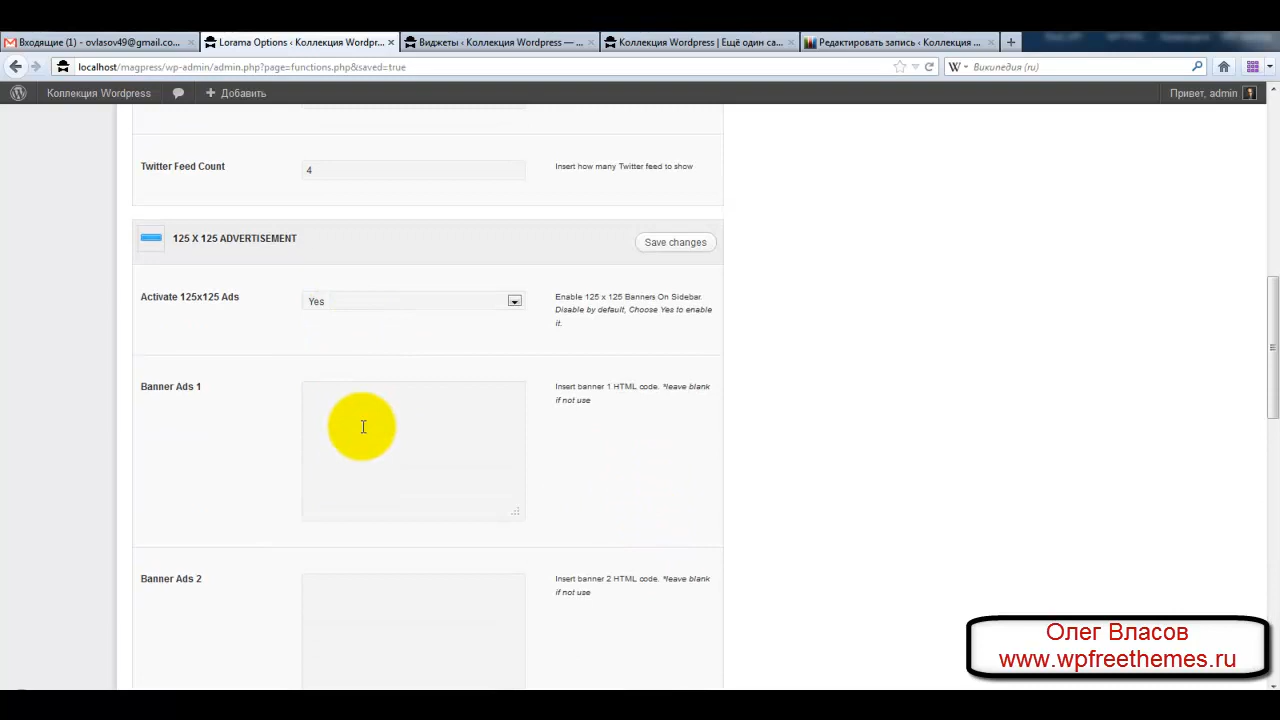 Входящие (1) - ovlasov49@gmail.co...
Lorama Options ‹ Коллекция Wordpr...
Виджеты ‹ Коллекция Wordpress — ...
Коллекция Wordpress | Ещё один са...
Редактировать запись ‹ Коллекция ...
localhost/magpress/wp-admin/admin.php?page=functions.php&saved=true
Википедия (ru)
Коллекция Wordpress
Добавить
Привет, admin
Twitter Feed Count
4
Insert how many Twitter feed to show
125 X 125 ADVERTISEMENT
Save changes
Activate 125x125 Ads
Yes
Enable 125 x 125 Banners On Sidebar.
Disable by default, Choose Yes to enable
it.
Banner Ads 1
Insert banner 1 HTML code. *leave blank
if not use
Banner Ads 2
Insert banner 2 HTML code. *leave blank
if not use
Олег Власов
www.wpfreethemes.ru